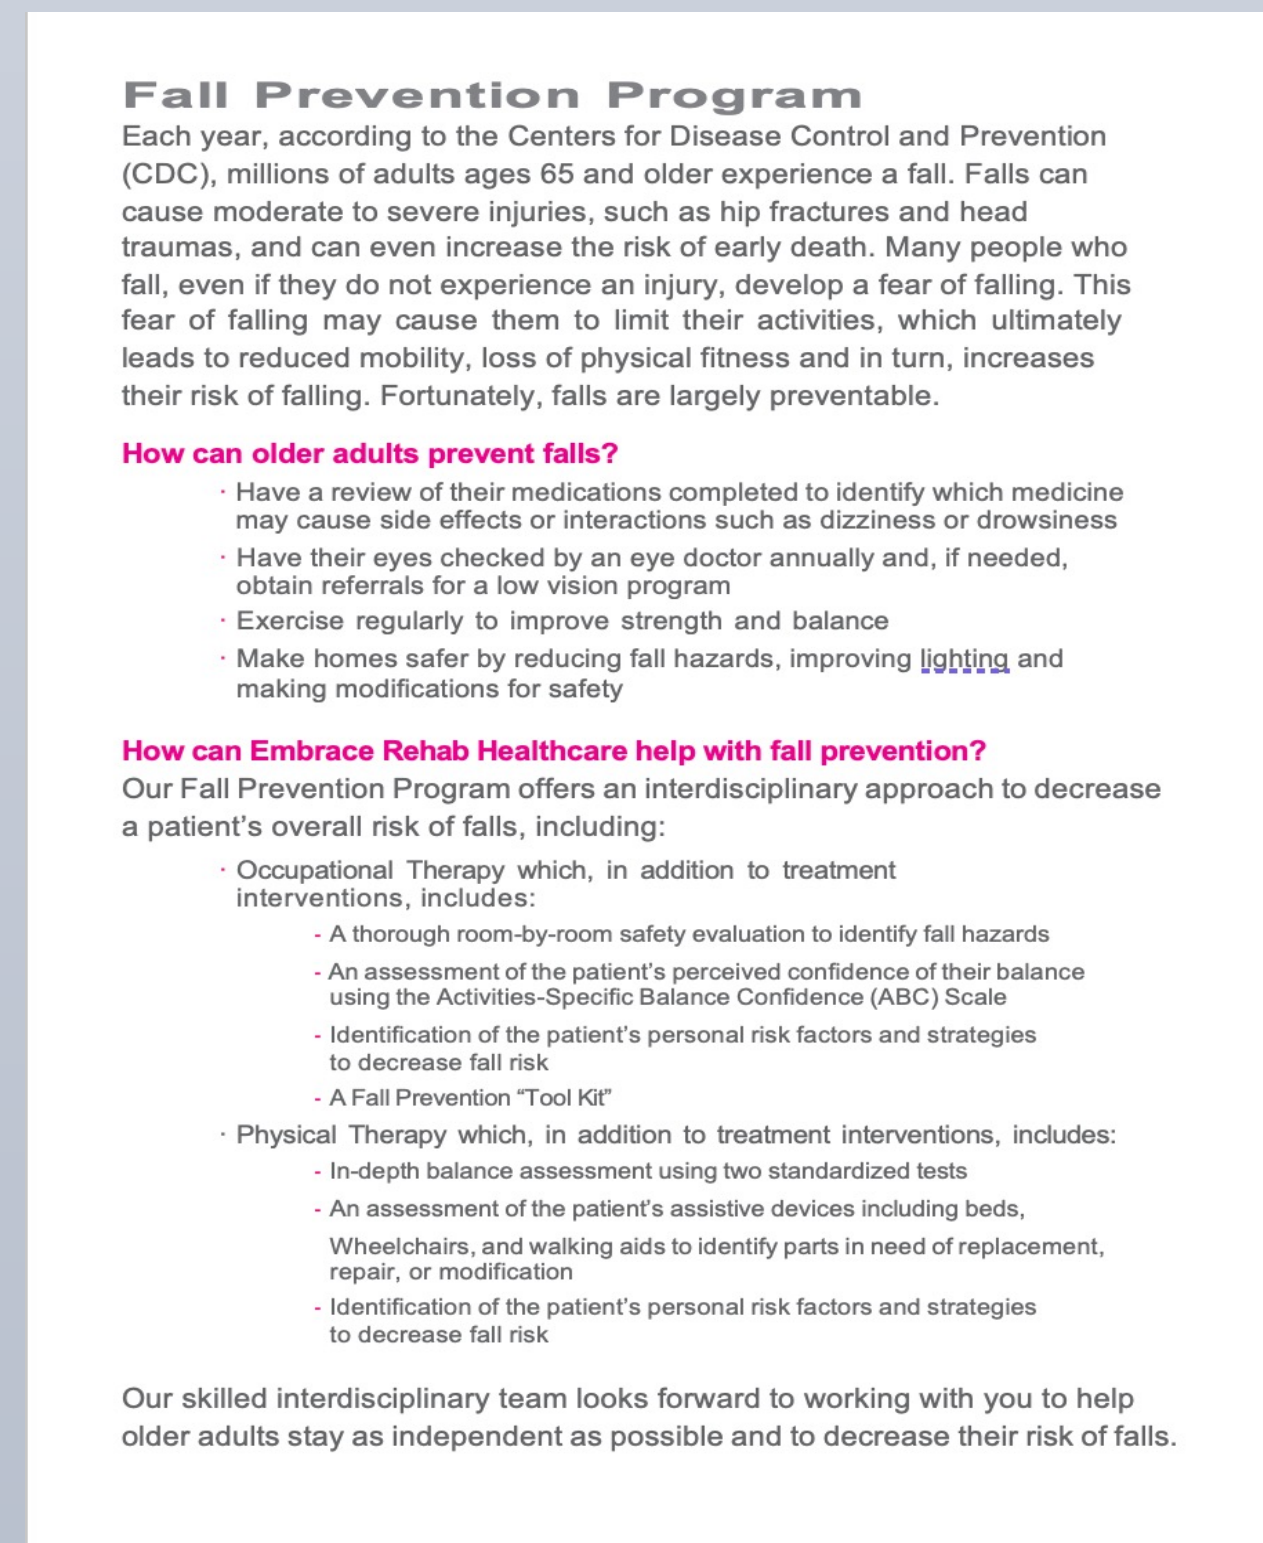 Fall Prevention Program
Each year, according to the Centers for Disease Control and Prevention
(CDC), millions of adults ages 65 and older experience a fall. Falls can
cause moderate to severe injuries, such as hip fractures and head
traumas, and can even increase the risk of early death. Many people who
fall, even if they do not experience an injury, develop a fear of falling. This
fear of falling may cause them to limit their activities, which ultimately
leads to reduced mobility, loss of physical fitness and in turn, increases
their risk of falling. Fortunately, falls are largely preventable.
How can older adults prevent falls?
· Have a review of their medications completed to identify which medicine
may cause side effects or interactions such as dizziness or drowsiness
· Have their eyes checked by an eye doctor annually and, if needed,
obtain referrals for a low vision program
· Exercise regularly to improve strength and balance
· Make homes safer by reducing fall hazards, improving lighting and
making modifications for safety
How can Embrace Rehab Healthcare help with fall prevention?
Our Fall Prevention Program offers an interdisciplinary approach to decrease
a patient’s overall risk of falls, including:
· Occupational Therapy which, in addition to treatment
interventions, includes:
- A thorough room-by-room safety evaluation to identify fall hazards
- An assessment of the patient’s perceived confidence of their balance
using the Activities-Specific Balance Confidence (ABC) Scale
- Identification of the patient’s personal risk factors and strategies
to decrease fall risk
- A Fall Prevention “Tool Kit”
· Physical Therapy which, in addition to treatment interventions, includes:
- In-depth balance assessment using two standardized tests
- An assessment of the patient’s assistive devices including beds,
Wheelchairs, and walking aids to identify parts in need of replacement,
repair, or modification
- Identification of the patient’s personal risk factors and strategies
to decrease fall risk
Our skilled interdisciplinary team looks forward to working with you to help
older adults stay as independent as possible and to decrease their risk of falls.